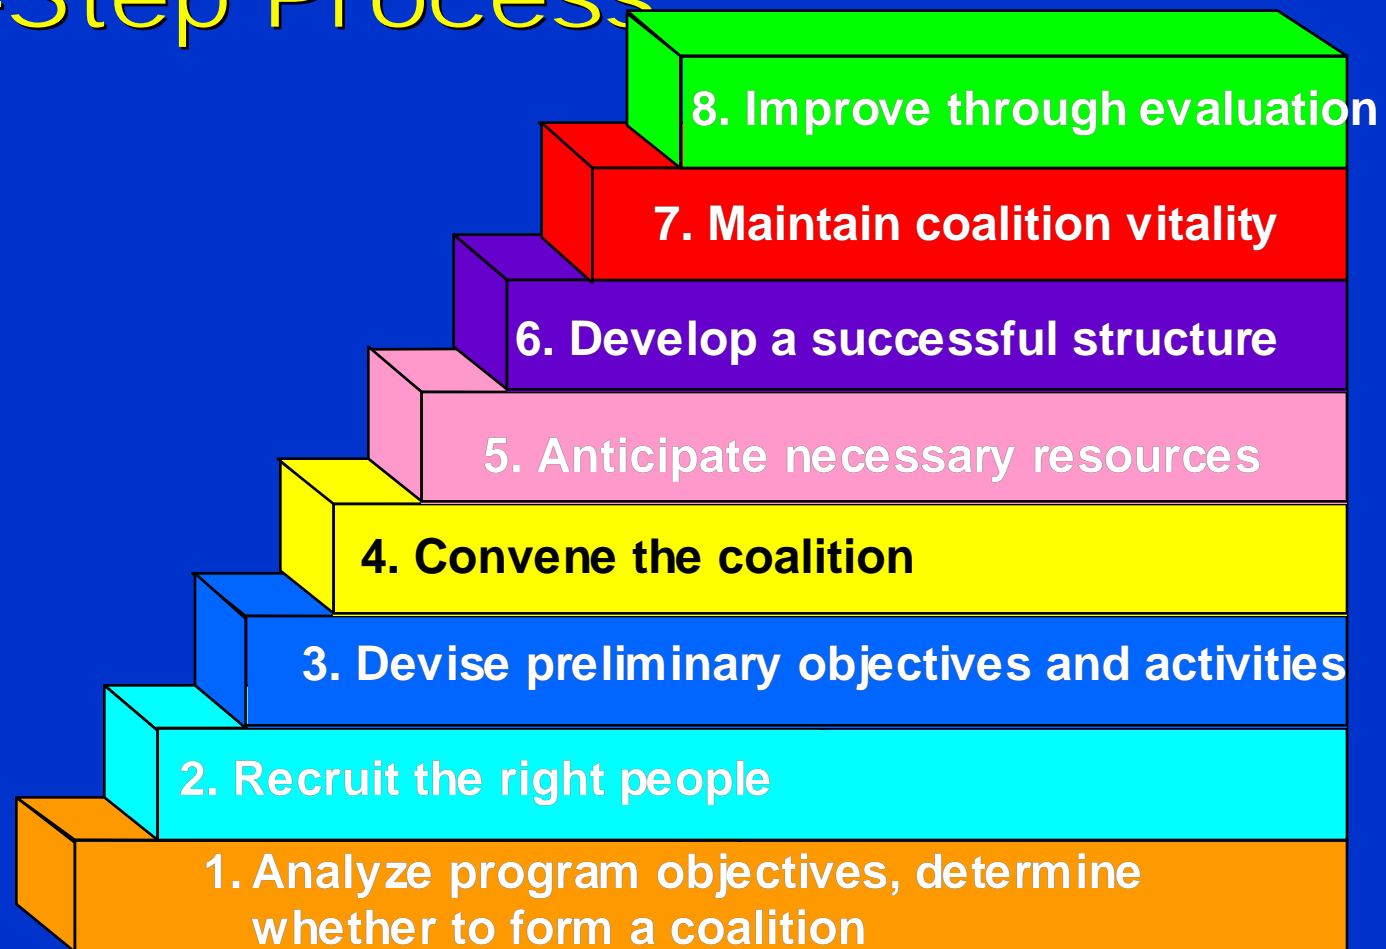 -Step Process
8. Improve through evaluation
7. Maintain coalition vitality
6. Develop a successful structure
5. Anticipate necessary resources
4. Convene the coalition
3. Devise preliminary objectives and activities
2. Recruit the right people
1. Analyze program objectives, determine
whether to form a coalition